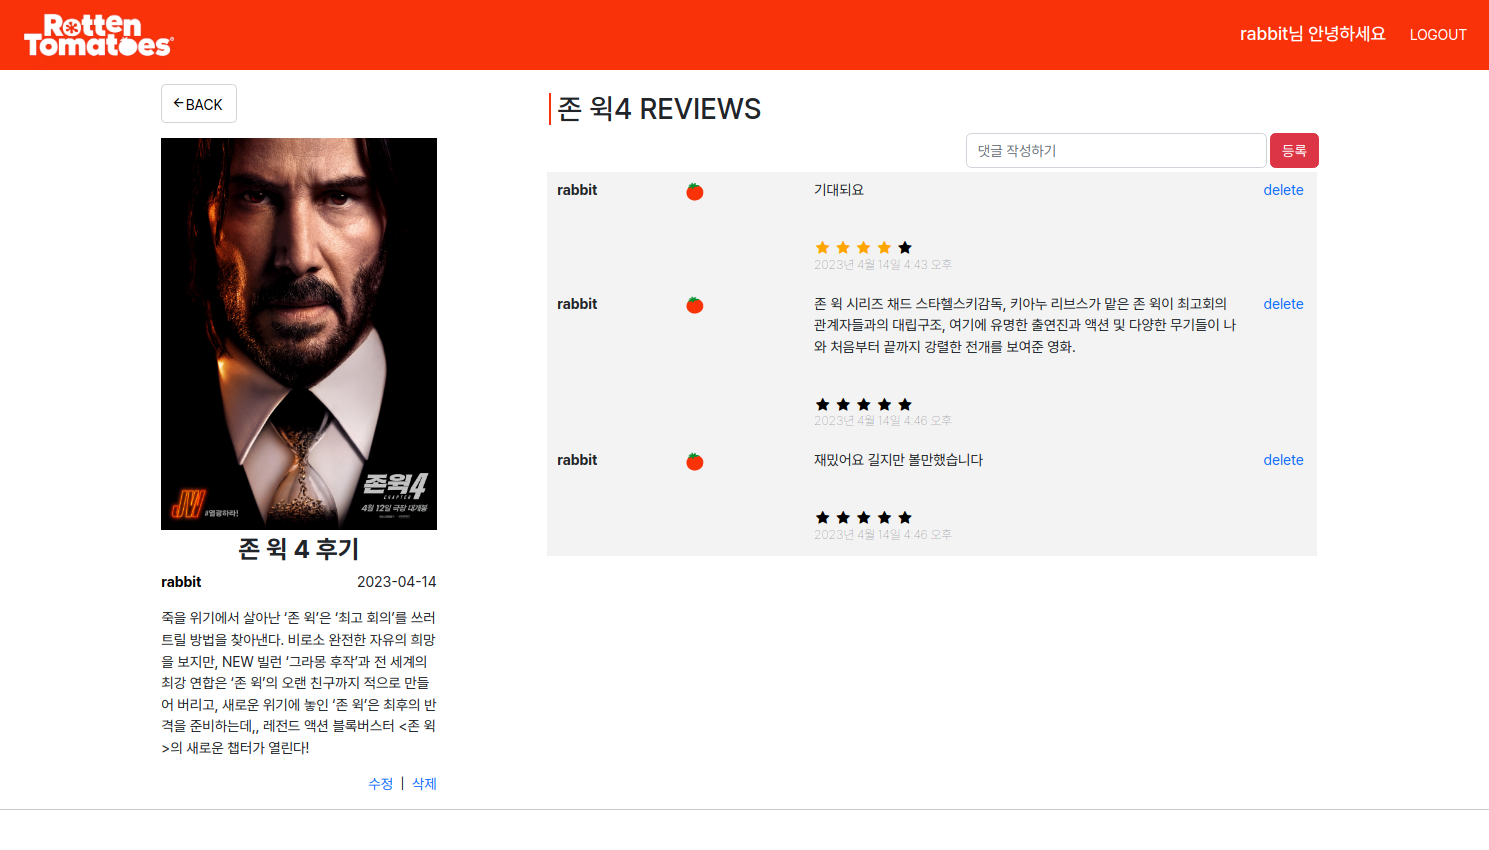 Rotten
Tomatoes
rabbit님 안녕하세요
LOGOUT
BACK
존윅4
CHAPTER 4
4월 12일 극장 대개봉
JW
#열광하라!
존 윅 4 후기
rabbit
2023-04-14
죽을 위기에서 살아난 ‘존 윅’은 ‘최고 회의’를 쓰러
트릴 방법을 찾아낸다. 비로소 완전한 자유의 희망
을 보지만, NEW 빌런 ‘그라몽 후작’과 전 세계의
최강 연합은 ‘존 윅’의 오랜 친구까지 적으로 만들
어 버리고, 새로운 위기에 놓인 ‘존 윅’은 최후의 반
격을 준비하는데,, 레전드 액션 블록버스터 <존 윅
>의 새로운 챕터가 열린다!
수정 | 삭제
존 윅4 REVIEWS
댓글 작성하기
등록
rabbit
기대되요
delete
2023년 4월 14일 4:43 오후
rabbit
존 윅 시리즈 채드 스타헬스키감독, 키아누 리브스가 맡은 존 윅이 최고회의
관계자들과의 대립구조, 여기에 유명한 출연진과 액션 및 다양한 무기들이 나
와 처음부터 끝까지 강렬한 전개를 보여준 영화.
delete
2023년 4월 14일 4:46 오후
rabbit
재밌어요 길지만 볼만했습니다
delete
2023년 4월 14일 4:46 오후